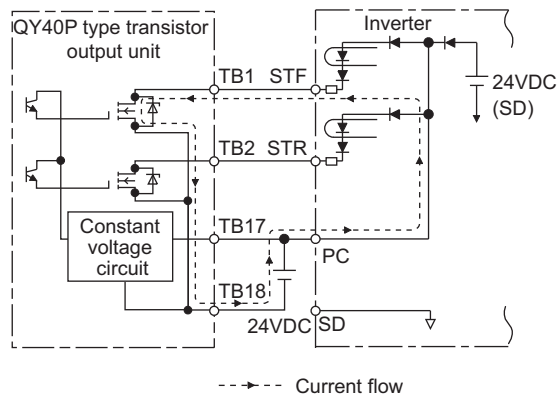 QY40P type transistor
output unit
Inverter
TB1 STF
24VDC
(SD)
TB2 STR
Constant
voltage
circuit
TB17
PC
TB18
24VDC SD
Current flow